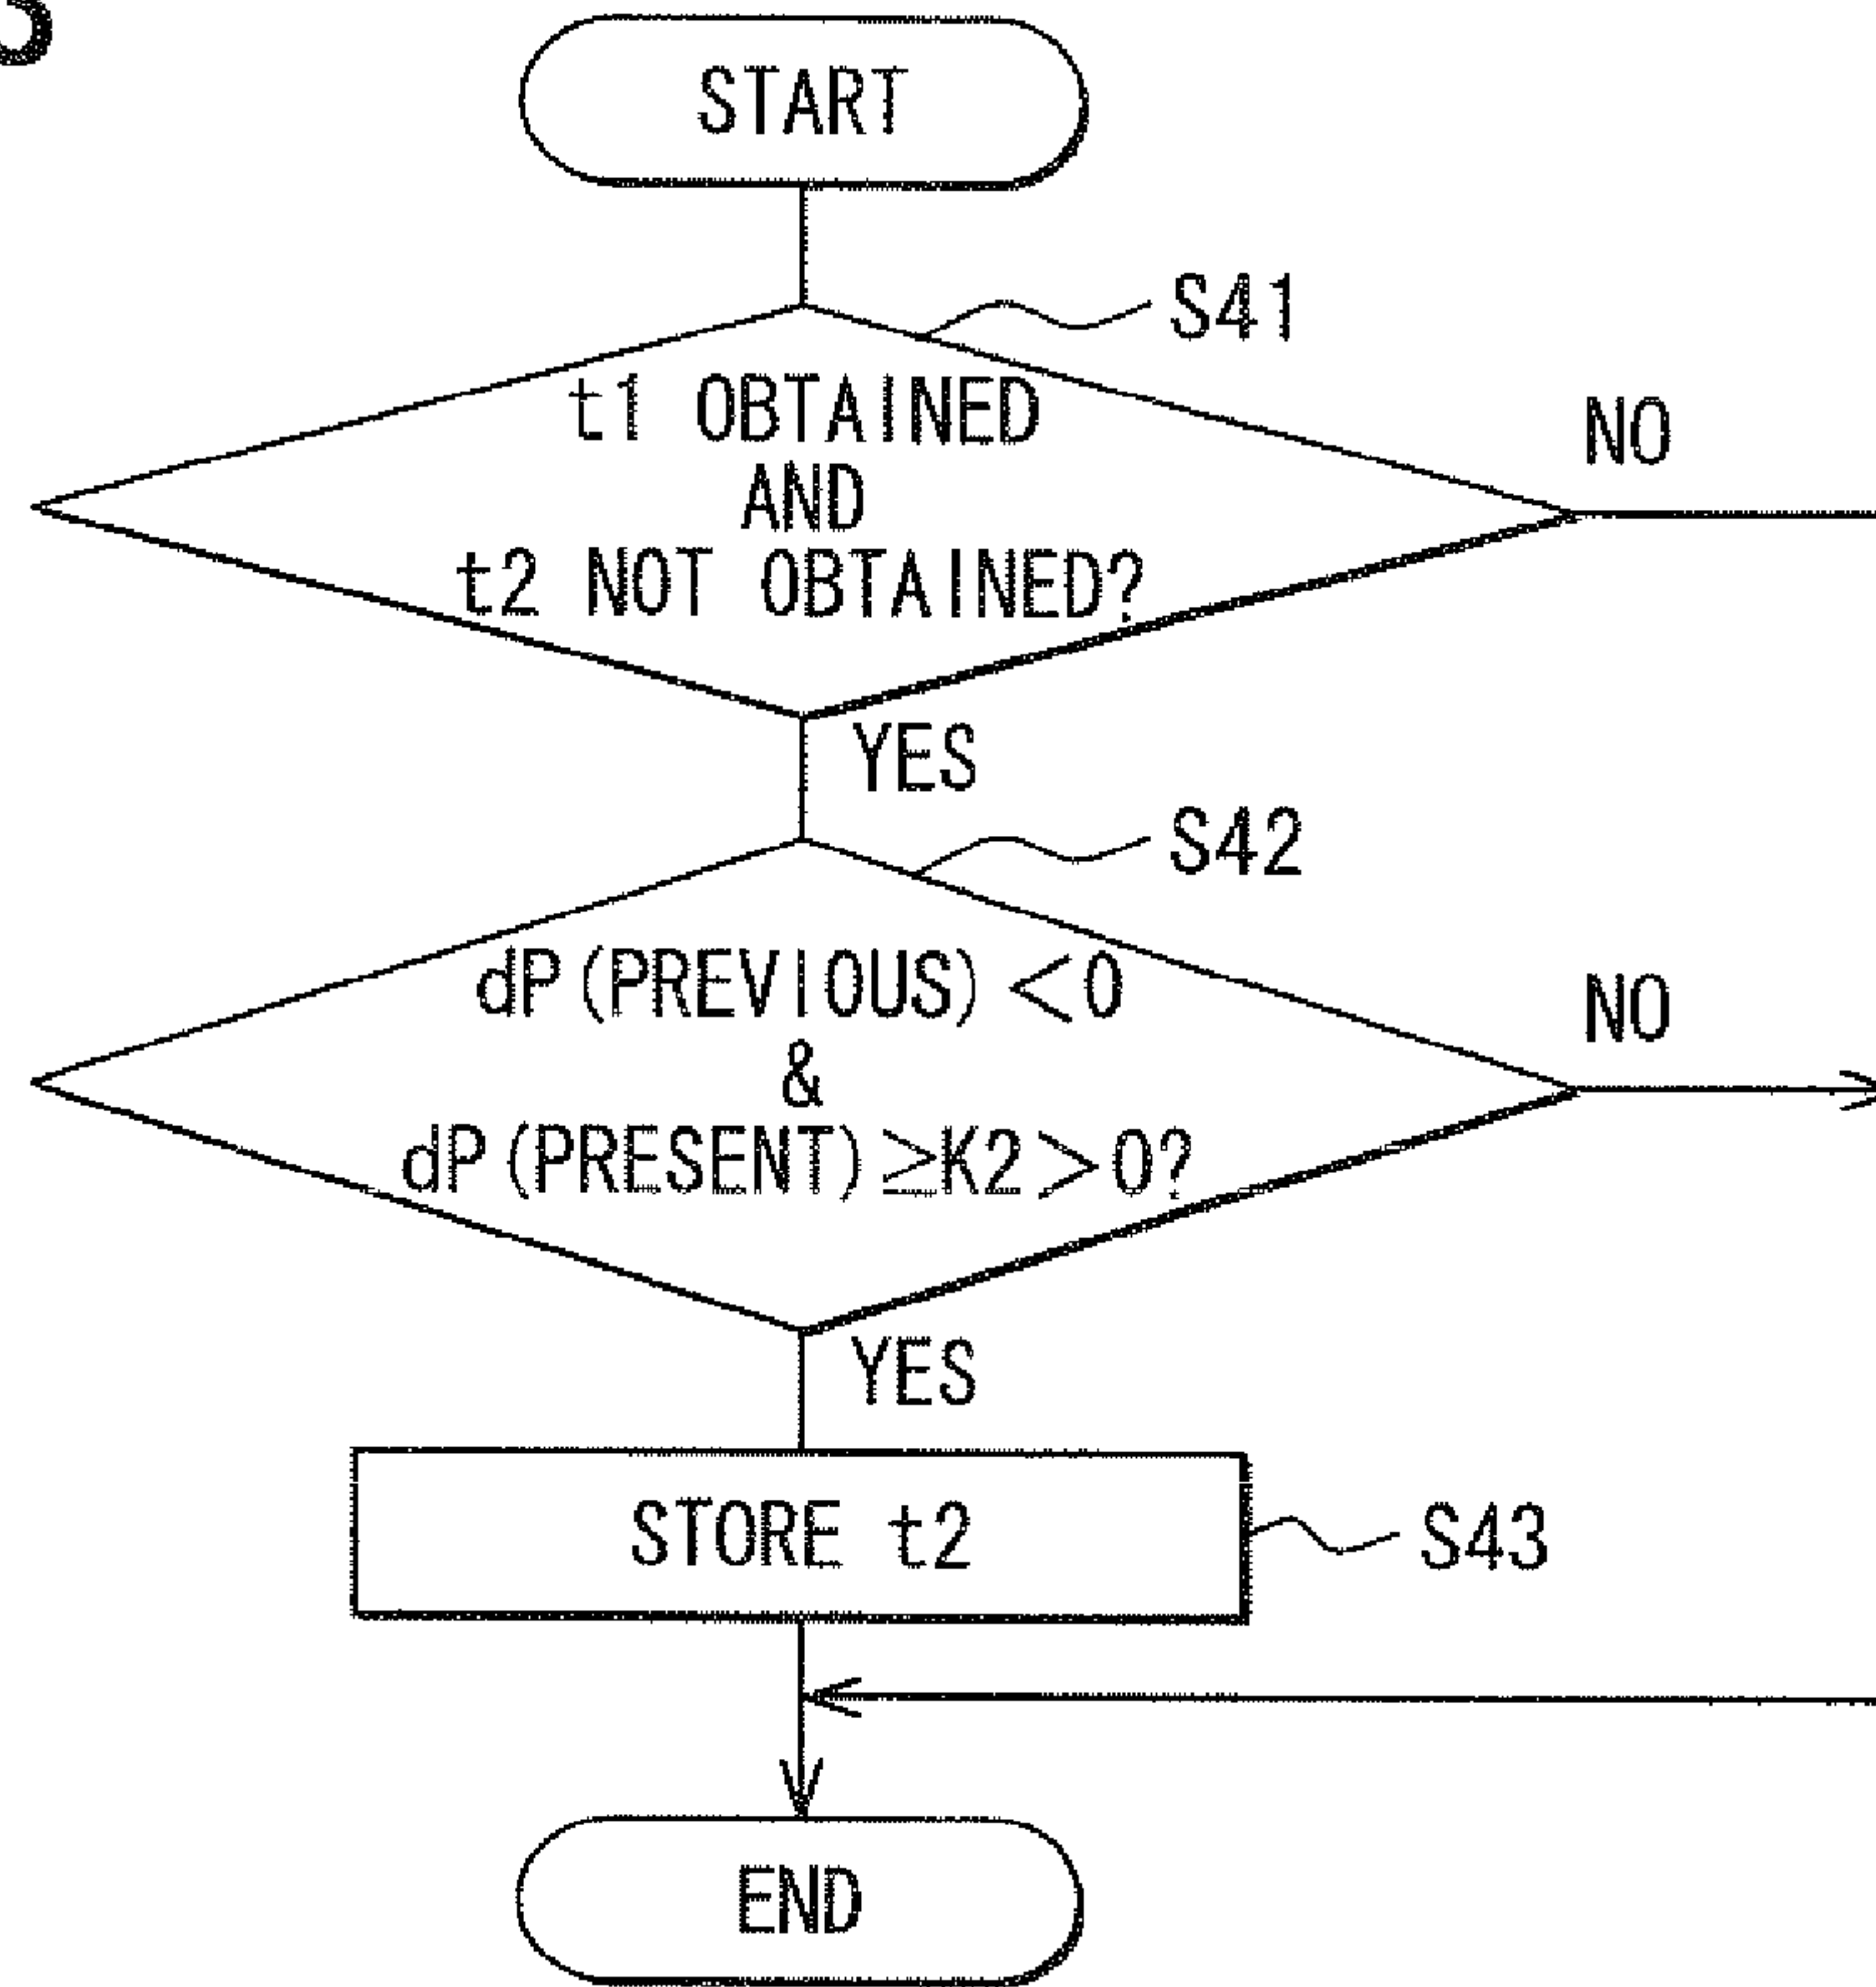 START
S41
t1 OBTAINED
NO
AND
t2 NOT OBTAINED?
YES
S42
dP(PREVIOUS)<0
NO
&
dP(PRESENT)≥K2>0?
YES
STORE t2
S43
END